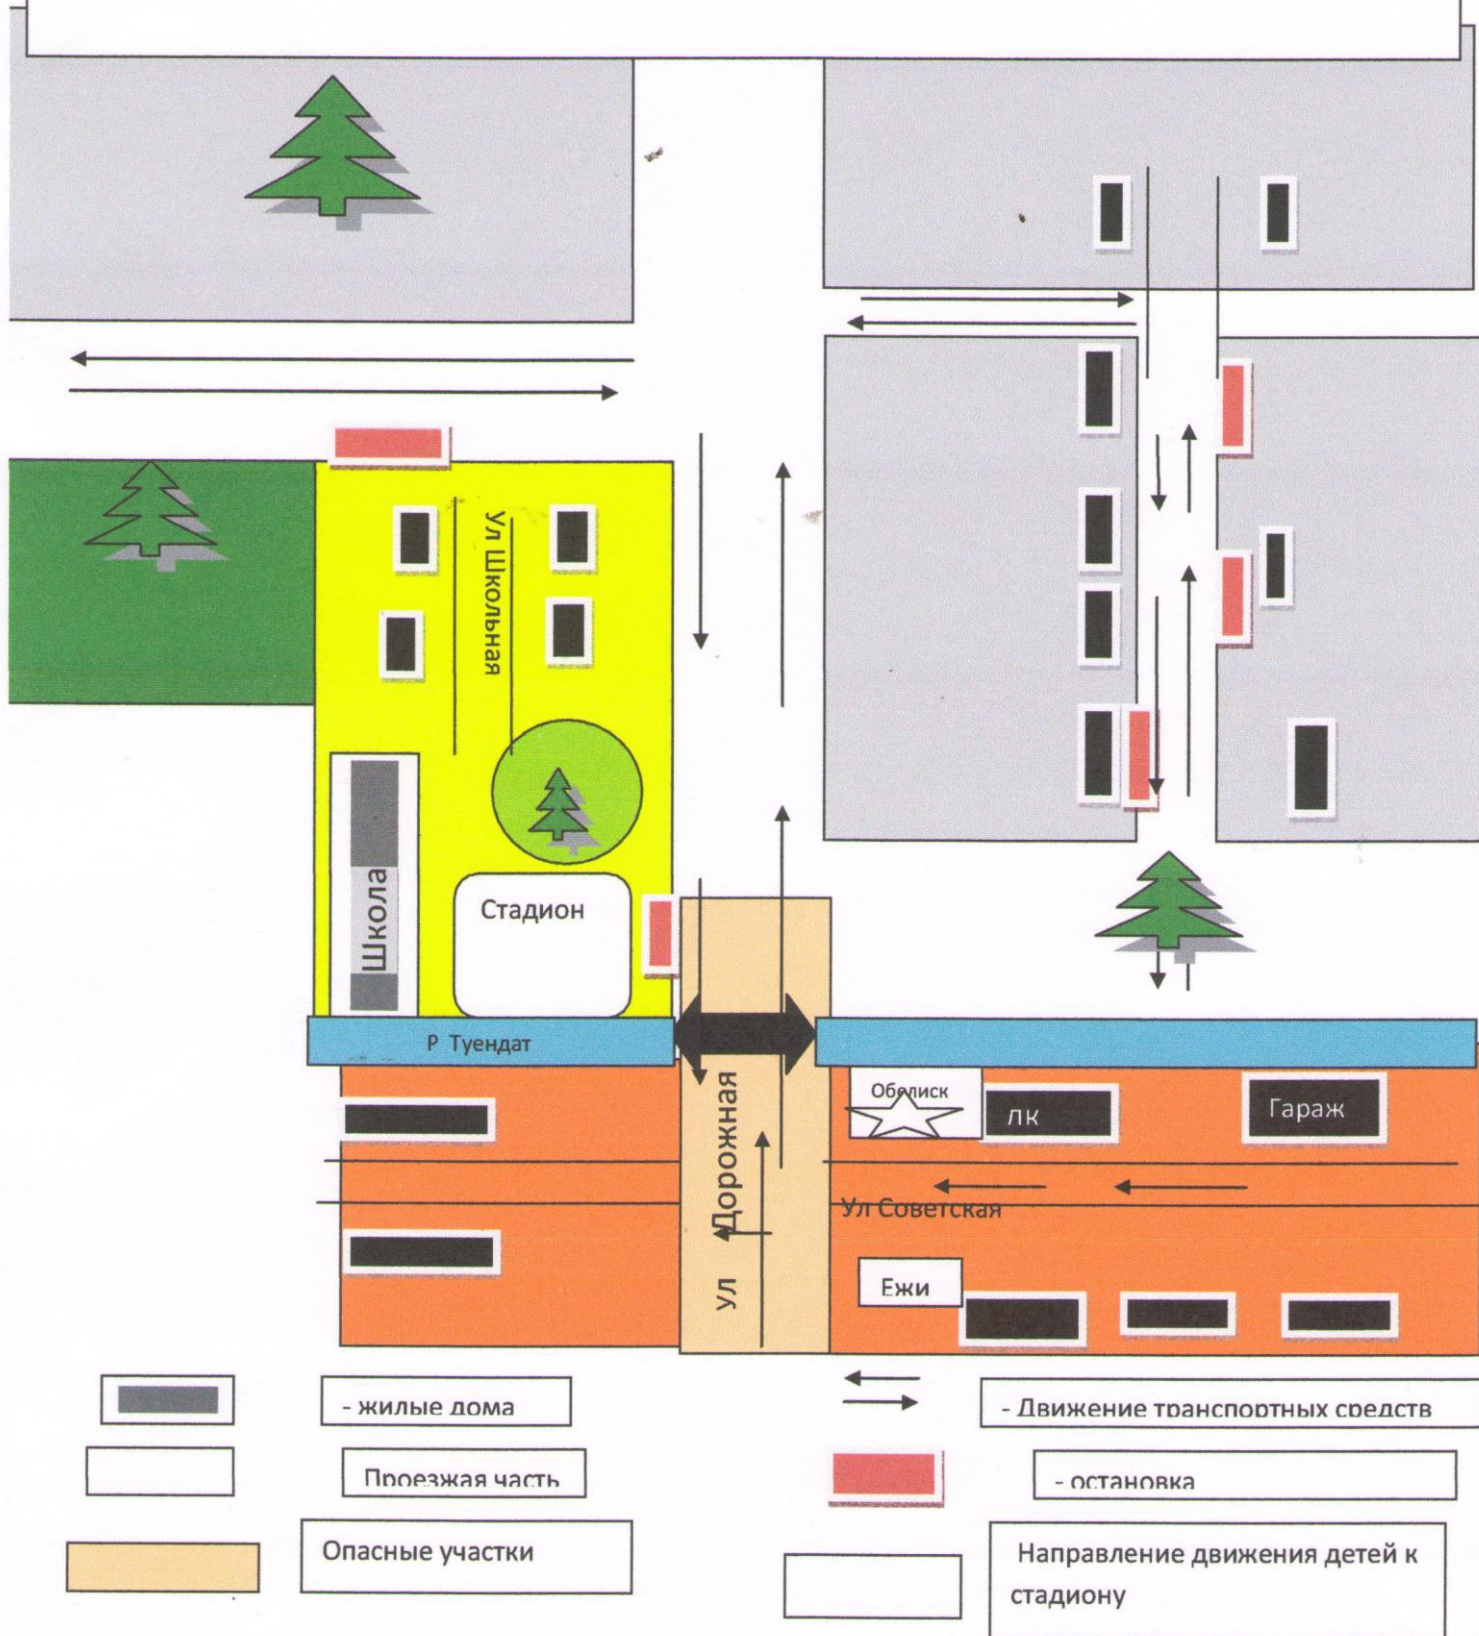 Ул Школьная
Школа
Стадион
Р Туендат
Обелиск
ЛК
Гараж
Ул Дорожная
Ул Советская
Ежи
- жилые дома
- Движение транспортных средств
Проезжая часть
- остановка
Опасные участки
Направление движения детей к
стадиону